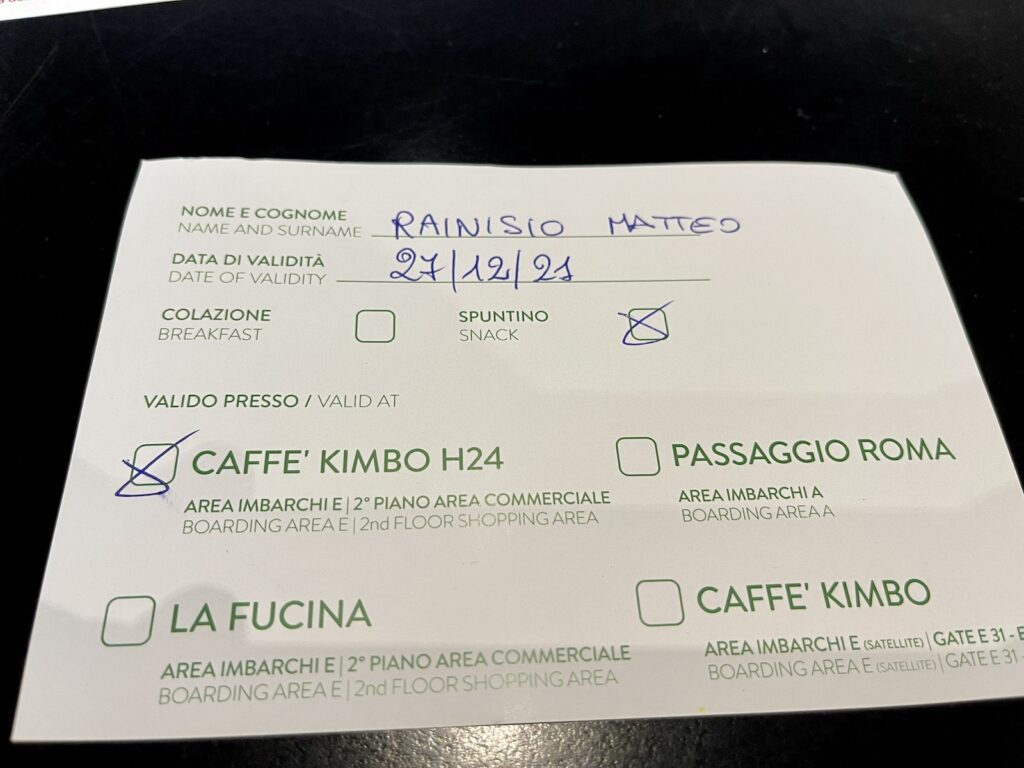 NOME E COGNOME
NAME AND SURNAME RAINISIO MATTEO
DATA DI VALIDITÀ
DATE OF VALIDITY 27/12/21
COLAZIONE SPUNTINO
BREAKFAST SNACK
VALIDO PRESSO / VALID AT
CAFFE' KIMBO H24
AREA IMBARCHI E | 2° PIANO AREA COMMERCIALE
BOARDING AREA E | 2nd FLOOR SHOPPING AREA
PASSAGGIO ROMA
AREA IMBARCHI A
BOARDING AREA A
LA FUCINA
AREA IMBARCHI E | 2° PIANO AREA COMMERCIALE
BOARDING AREA E | 2nd FLOOR SHOPPING AREA
CAFFE' KIMBO
AREA IMBARCHI E (SATELLITE) | GATE E 31 - E
BOARDING AREA E (SATELLITE) | GATE E 31 -